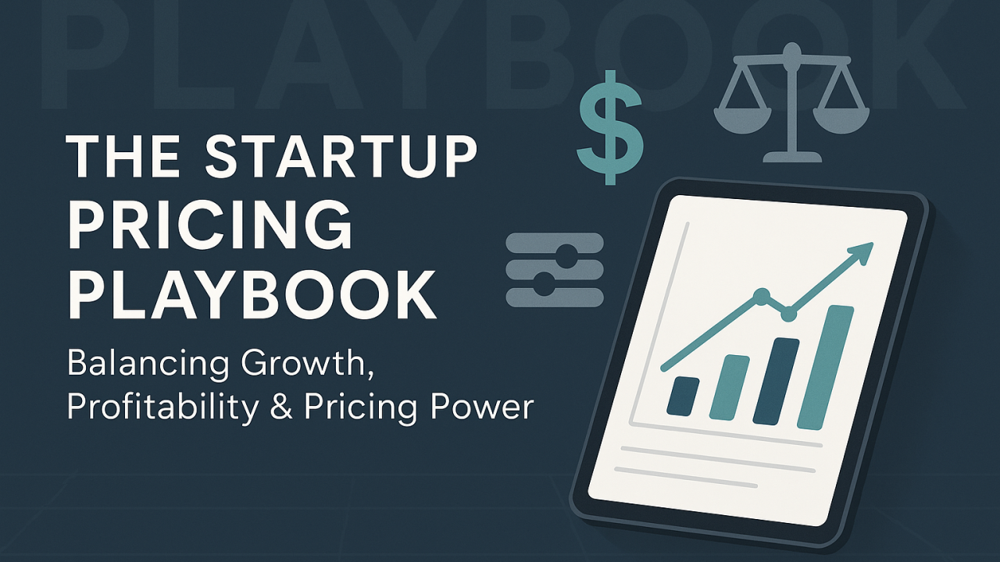 PLAYBOOK
THE STARTUP
PRICING
PLAYBOOK
Balancing Growth,
Profitability & Pricing Power
$